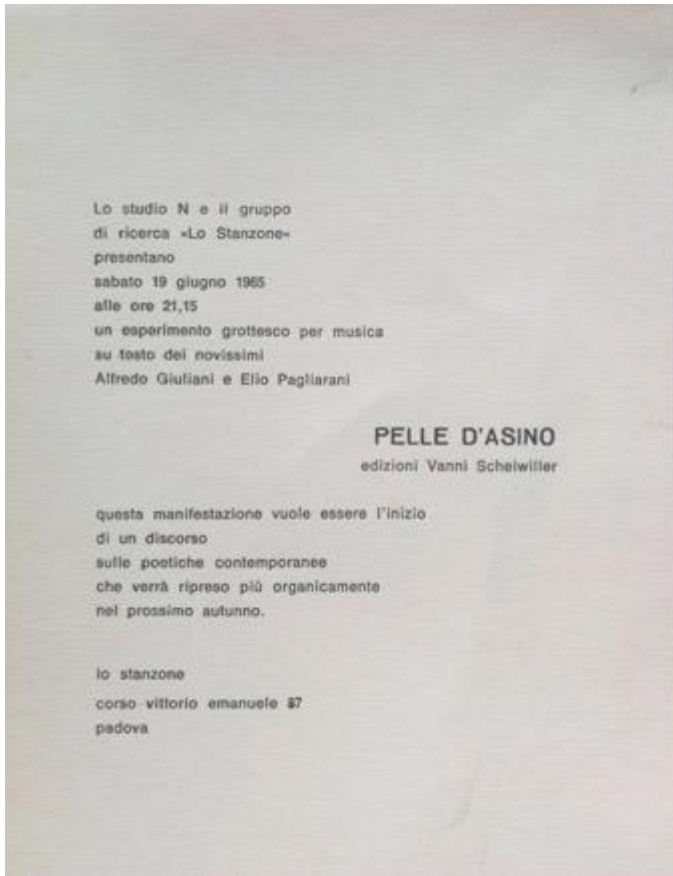 Lo studio N e il gruppo
di ricerca «Lo Stanzone»
presentano
sabato 19 giugno 1965
alle ore 21,15
un esperimento grottesco per musica
su testo dei novissimi
Alfredo Giuliani e Elio Pagliarani
PELLE D'ASINO
edizioni Vanni Scheiwiller
questa manifestazione vuole essere l'inizio
di un discorso
sulle poetiche contemporanee
che verrà ripreso più organicamente
nel prossimo autunno.
lo stanzone
corso vittorio emanuele 87
padova